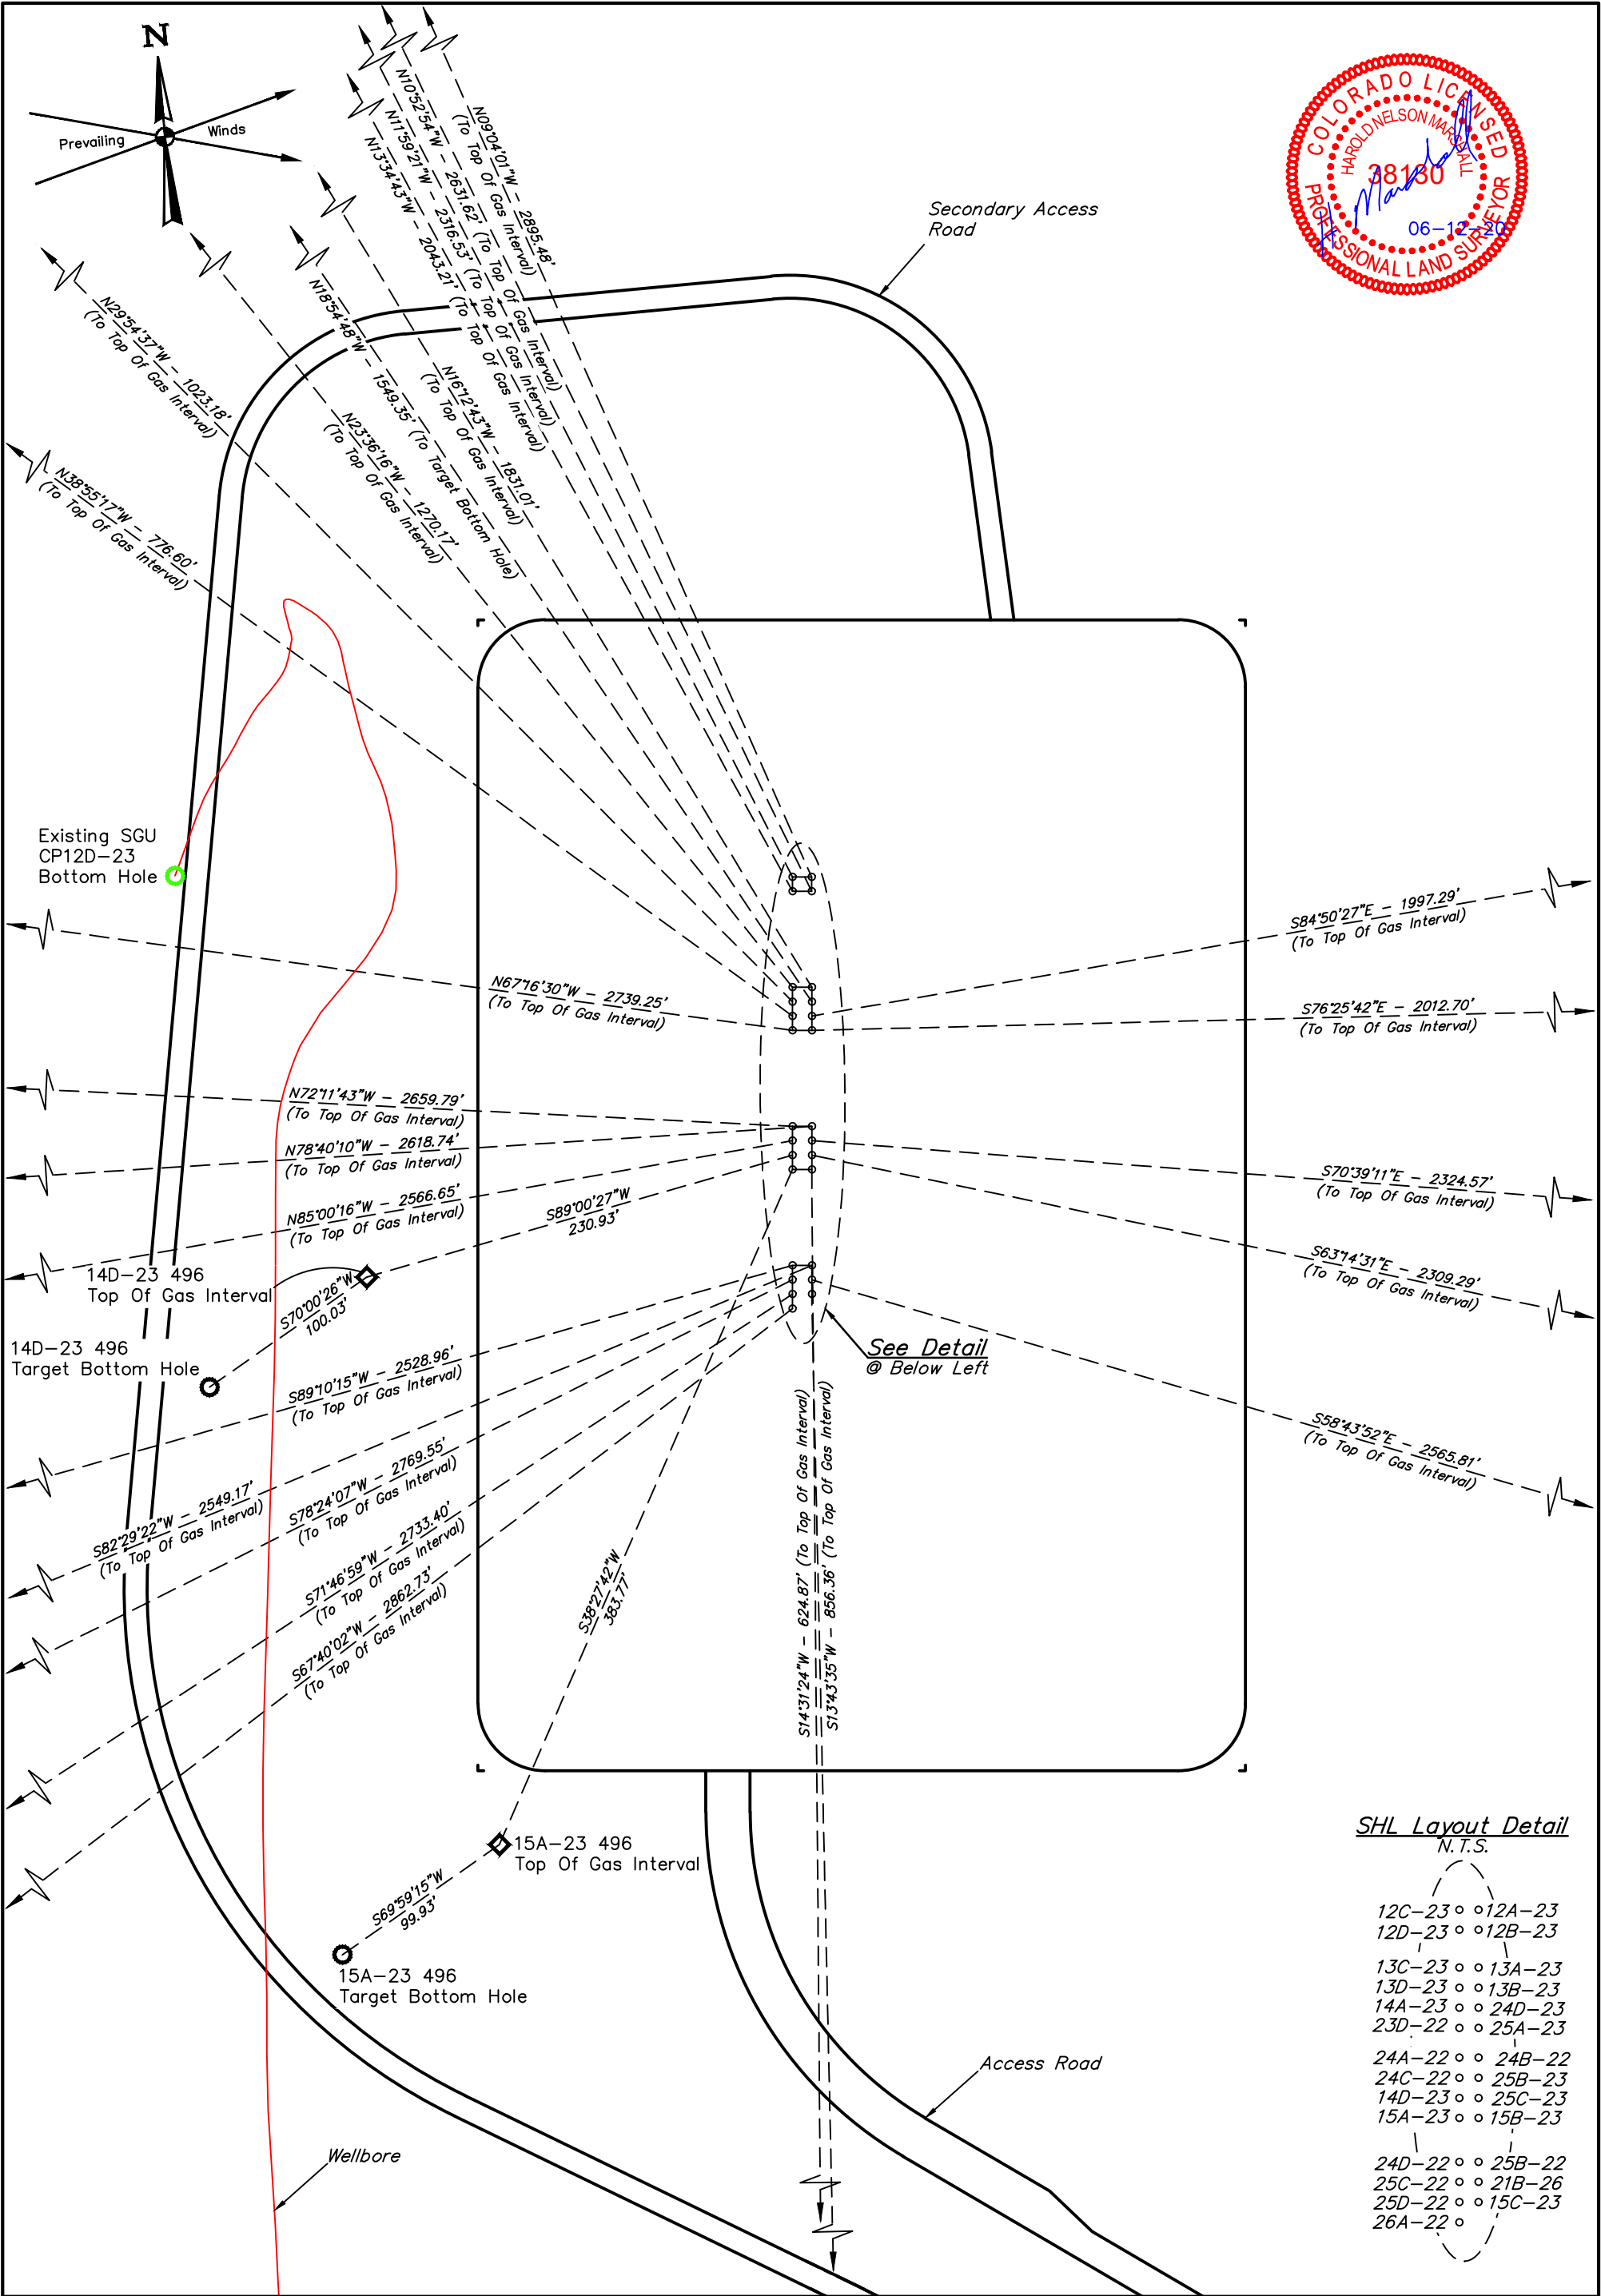 N
Prevailing
Winds
COLORADO LICENSED
PROFESSIONAL LAND SURVEYOR
HAROLD NELSON MARSHALL
38180
06-12-20
Secondary Access
Road
N09°04'01"W - 2895.48'
(To Top Of Gas Interval)
N10°52'54"W - 2631.62' (To Top Of Gas Interval)
N11°59'21"W - 2316.53' (To Top Of Gas Interval)
N13°34'43"W - 2043.21' (To Top Of Gas Interval)
N16°12'43"W - 1831.01'
(To Top Of Gas Interval)
N18°54'48"W - 1549.35' (To Target Bottom Hole)
N23°36'16"W - 1270.17'
(To Top Of Gas Interval)
N29°54'37"W - 1023.18'
(To Top Of Gas Interval)
N38°55'17"W - 776.60'
(To Top Of Gas Interval)
Existing SGU
CP12D-23
Bottom Hole
N67°16'30"W - 2739.25'
(To Top Of Gas Interval)
S84°50'27"E - 1997.29'
(To Top Of Gas Interval)
S76°25'42"E - 2012.70'
(To Top Of Gas Interval)
N72°11'43"W - 2659.79'
(To Top Of Gas Interval)
N78°40'10"W - 2618.74'
(To Top Of Gas Interval)
N85°00'16"W - 2566.65'
(To Top Of Gas Interval)
S89°00'27"W
230.93'
S70°39'11"E - 2324.57'
(To Top Of Gas Interval)
S63°14'31"E - 2309.29'
(To Top Of Gas Interval)
14D-23 496
Top Of Gas Interval
S70°00'26"W
100.03'
14D-23 496
Target Bottom Hole
See Detail
@ Below Left
S89°10'15"W - 2528.96'
(To Top Of Gas Interval)
S58°43'52"E - 2565.81'
(To Top Of Gas Interval)
S82°29'22"W - 2549.17'
(To Top Of Gas Interval)
S78°24'07"W - 2769.55'
(To Top Of Gas Interval)
S71°46'59"W - 2733.40'
(To Top Of Gas Interval)
S67°40'02"W - 2862.73'
(To Top Of Gas Interval)
S38°27'42"W
383.77'
S14°31'24"W - 624.87' (To Top Of Gas Interval)
S13°43'35"W - 856.36' (To Top Of Gas Interval)
15A-23 496
Top Of Gas Interval
S69°59'15"W
99.93'
15A-23 496
Target Bottom Hole
Access Road
Wellbore
SHL Layout Detail
N.T.S.
12C-23 12A-23
12D-23 12B-23
13C-23 13A-23
13D-23 13B-23
14A-23 24D-23
23D-22 25A-23
24A-22 24B-22
24C-22 25B-23
14D-23 25C-23
15A-23 15B-23
24D-22 25B-22
25C-22 21B-26
25D-22 15C-23
26A-22